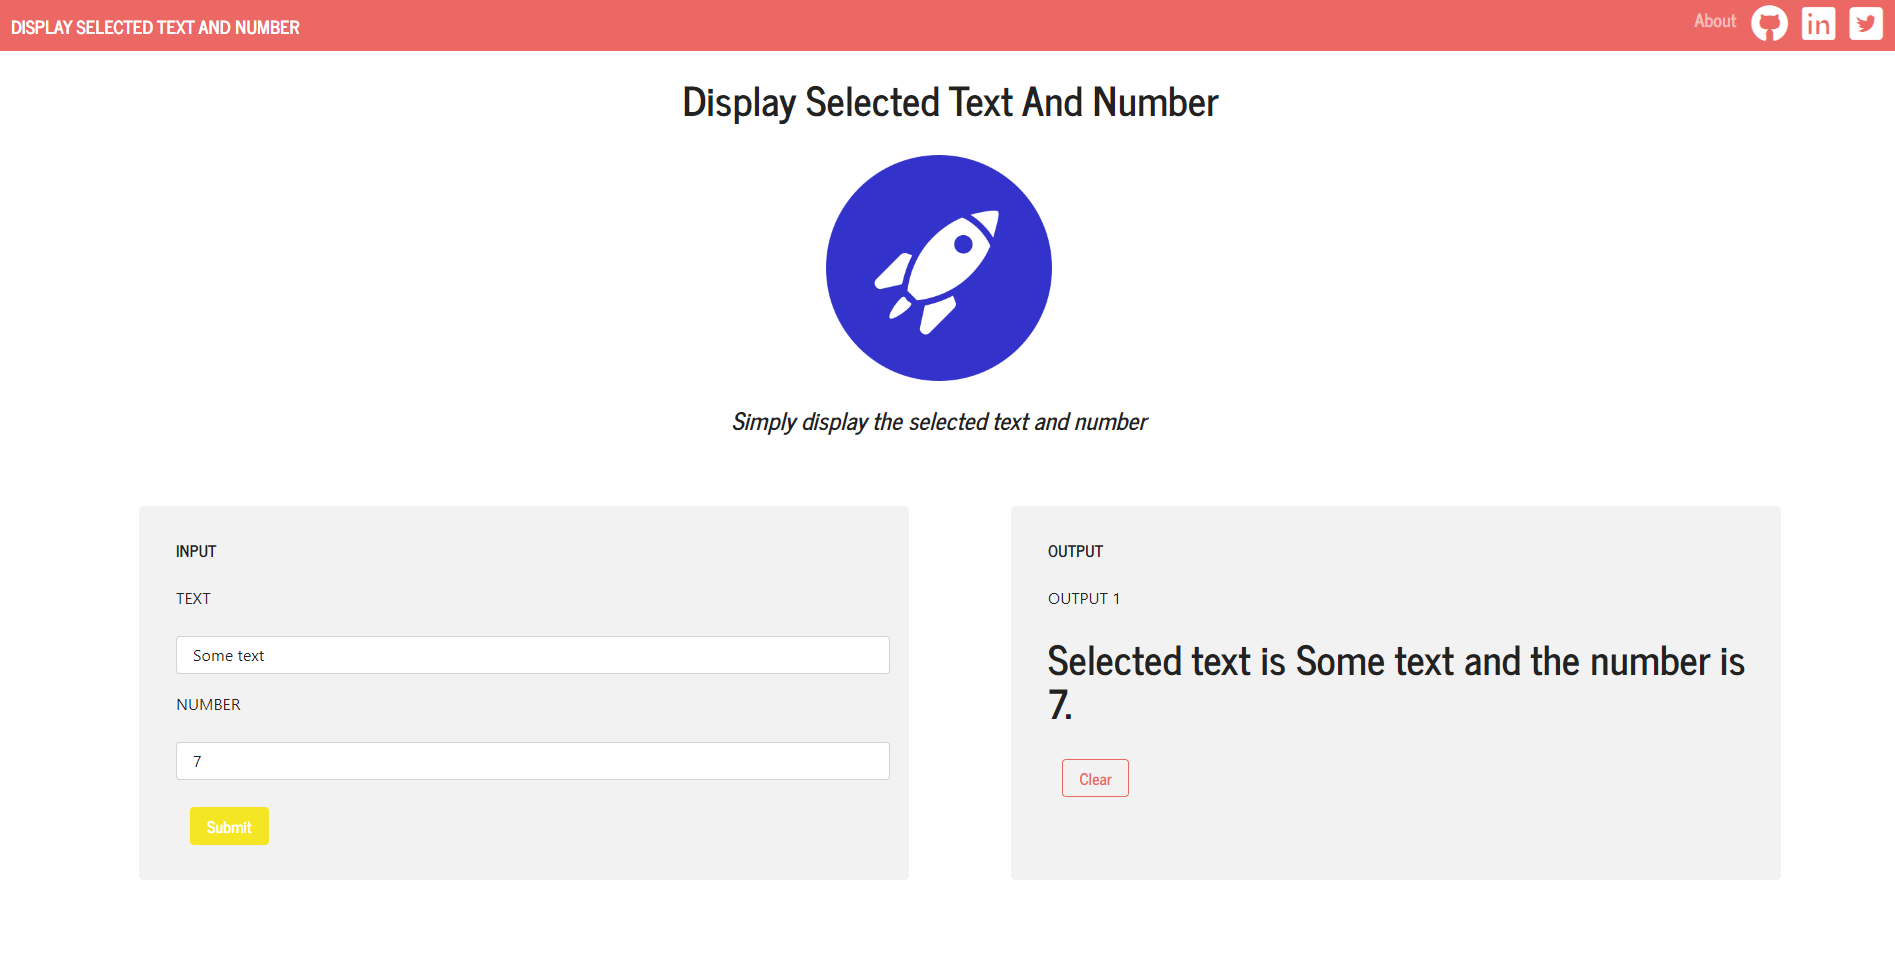 DISPLAY SELECTED TEXT AND NUMBER
About
in
Display Selected Text And Number
Simply display the selected text and number
INPUT
TEXT
Some text
NUMBER
7
Submit
OUTPUT
OUTPUT 1
Selected text is Some text and the number is
7.
Clear